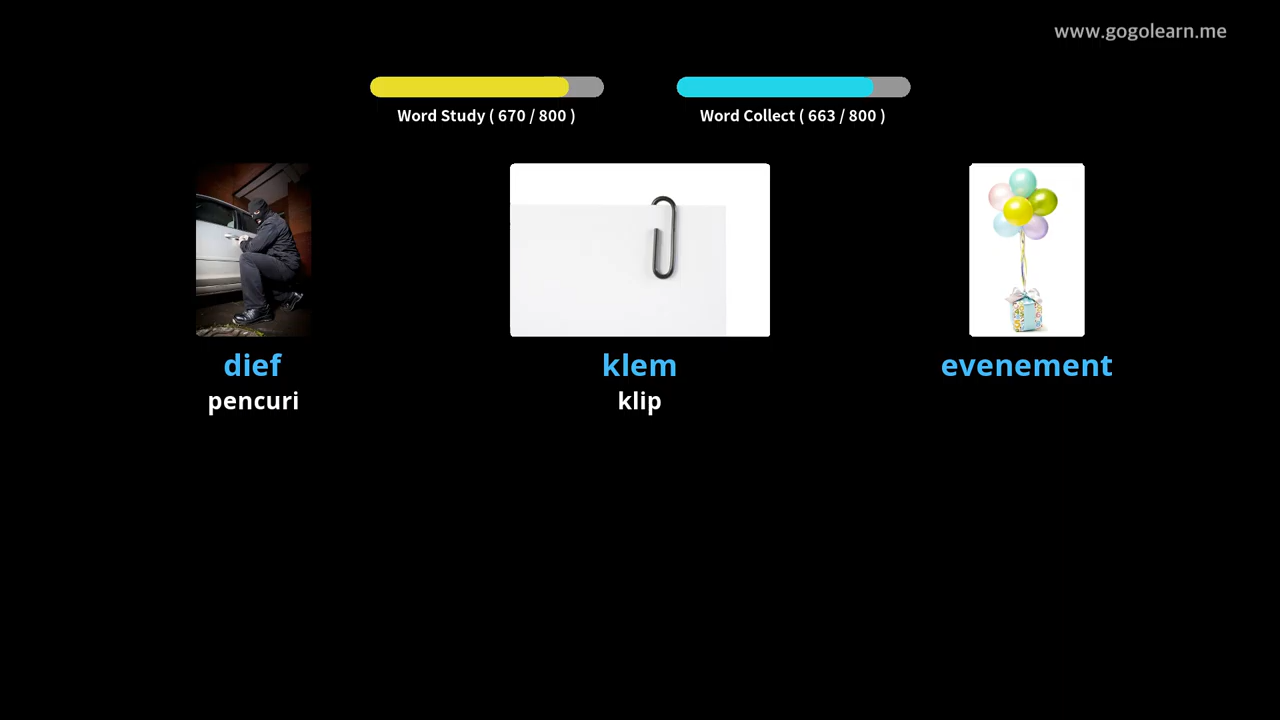 www.gogolearn.me
Word Study ( 670 / 800 )
Word Collect ( 663 / 800 )
dief
pencuri
klem
klip
evenement